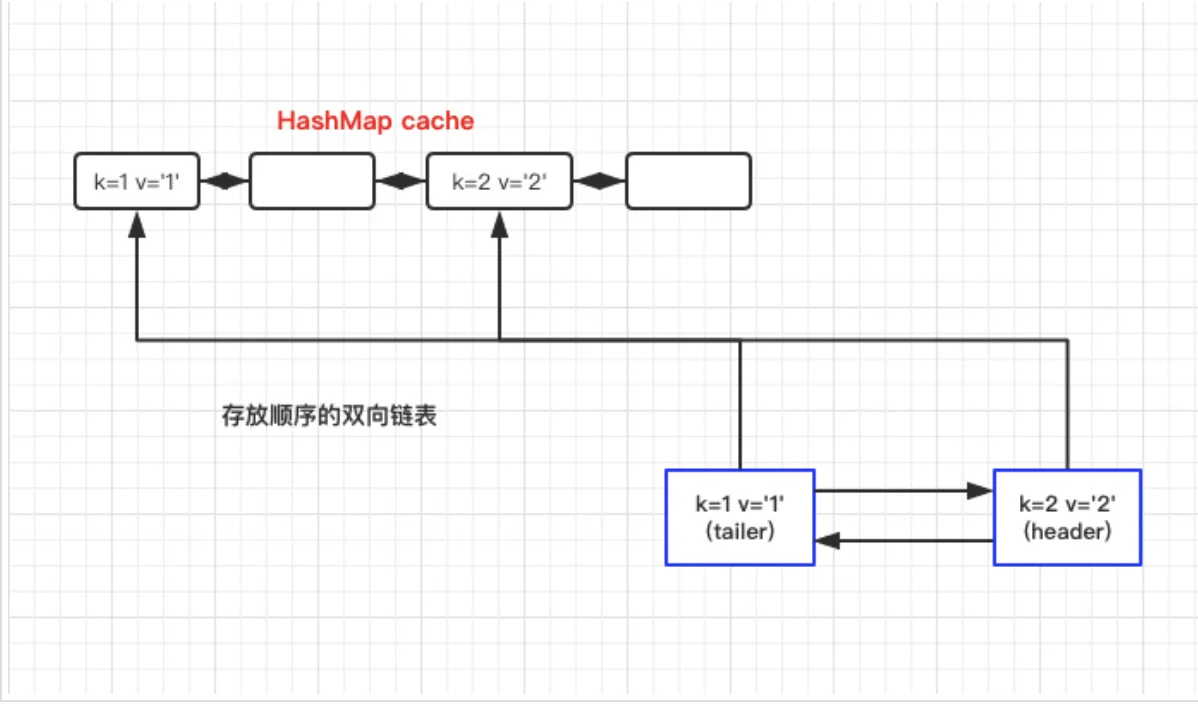 HashMap cache
k=1 v='1'
k=2 v='2'
存放顺序的双向链表
k=1 v='1'
(tailer)
k=2 v='2'
(header)